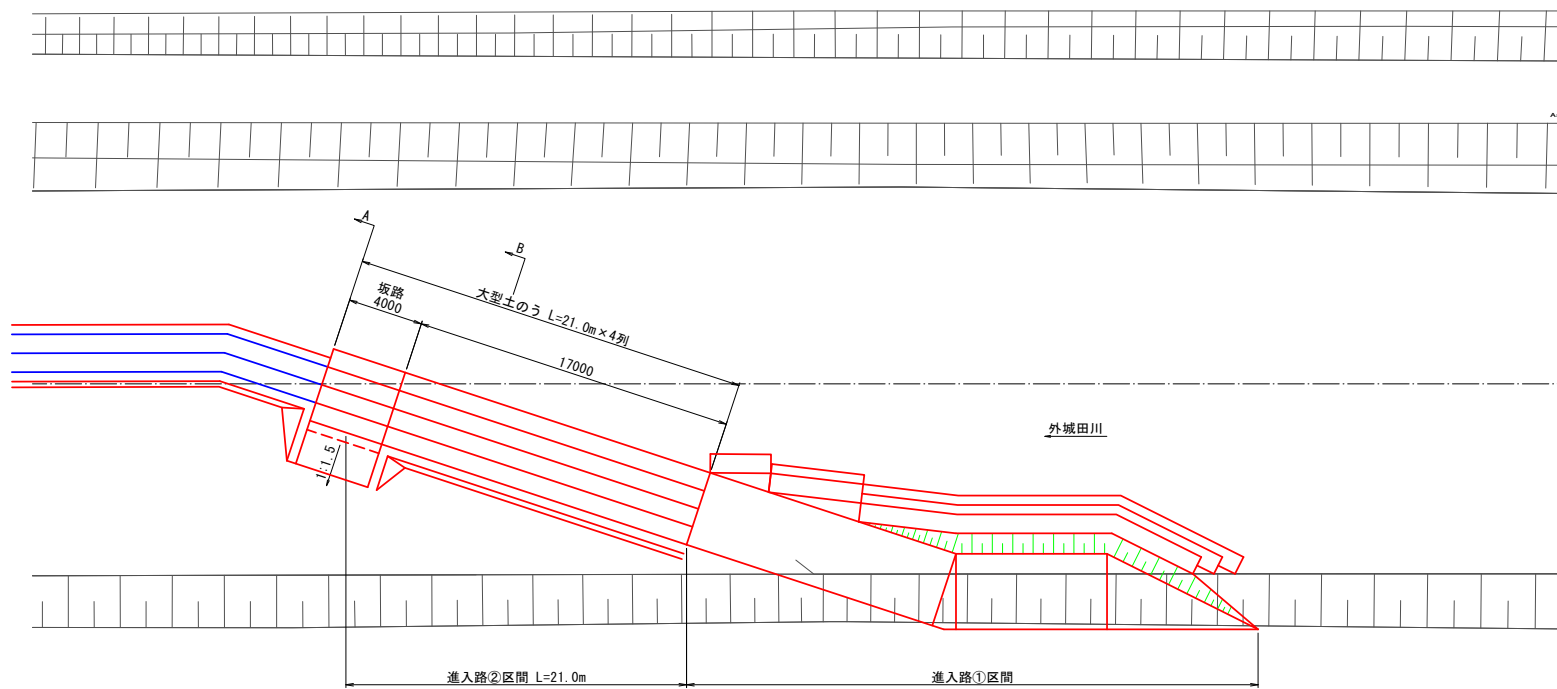 A
B
坂路
4000
大型土のう L=21.0m×4列
17000
外城田川
1:1.5
進入路②区間 L=21.0m
進入路①区間